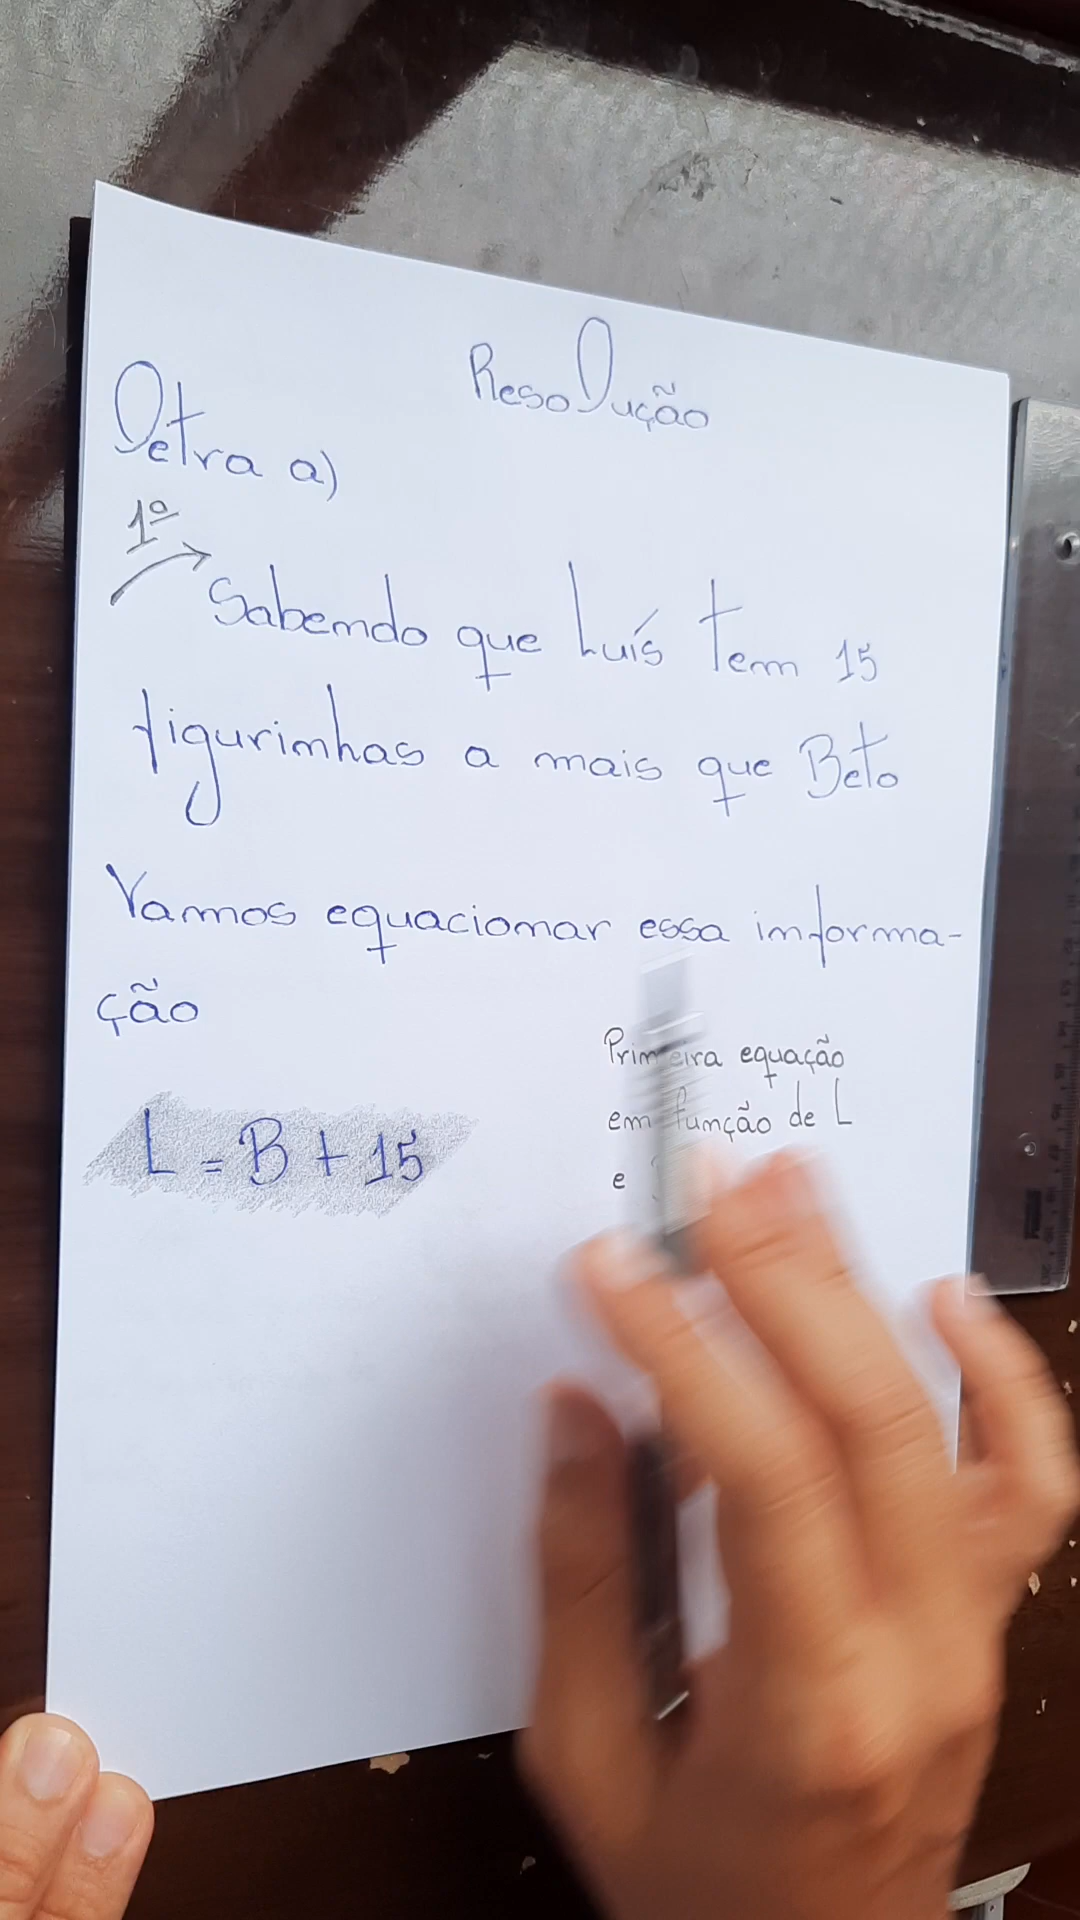 Resolução
Letra a)
1º
Sabendo que Luís tem 15
figurinhas a mais que Beto
Vamos equacionar essa informa-
ção
Primeira equação
em função de L
e
L = B + 15